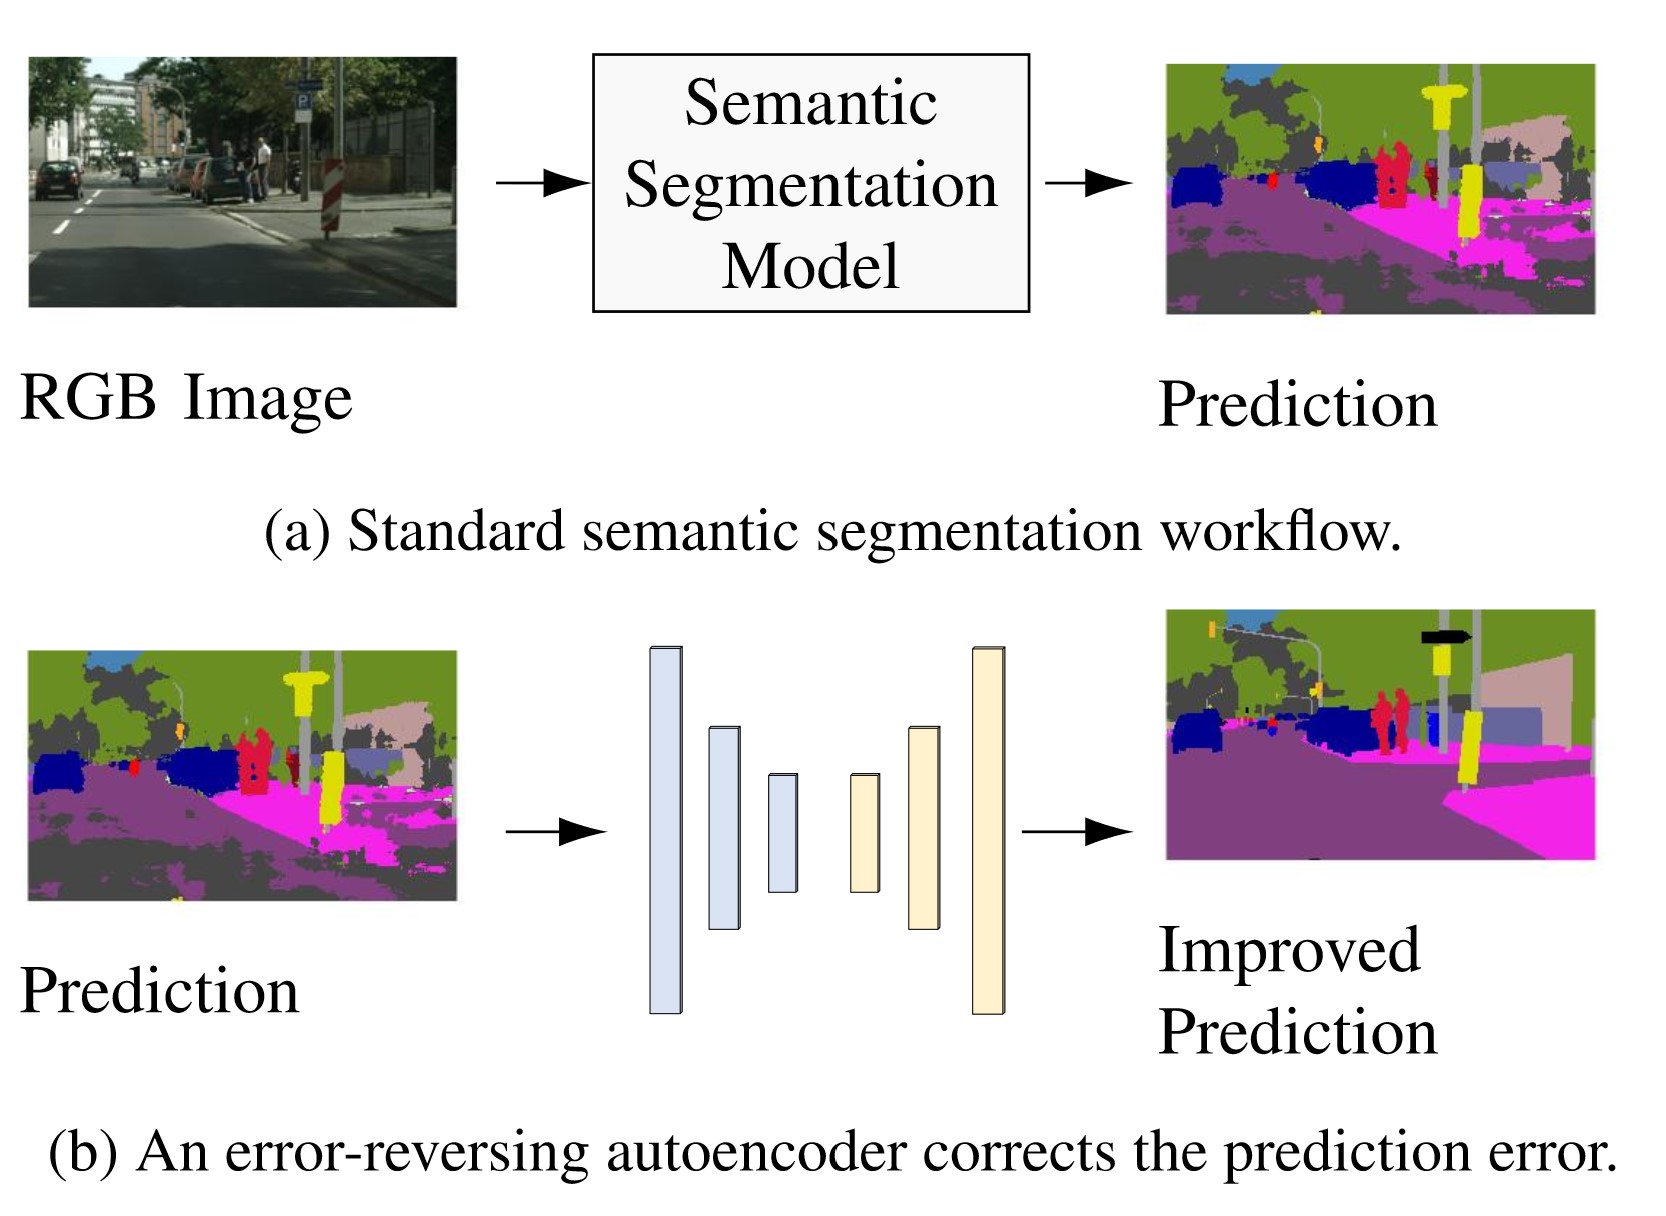 P
Semantic
Segmentation
Model
RGB Image
Prediction
(a) Standard semantic segmentation workflow.
Prediction
Improved
Prediction
(b) An error-reversing autoencoder corrects the prediction error.